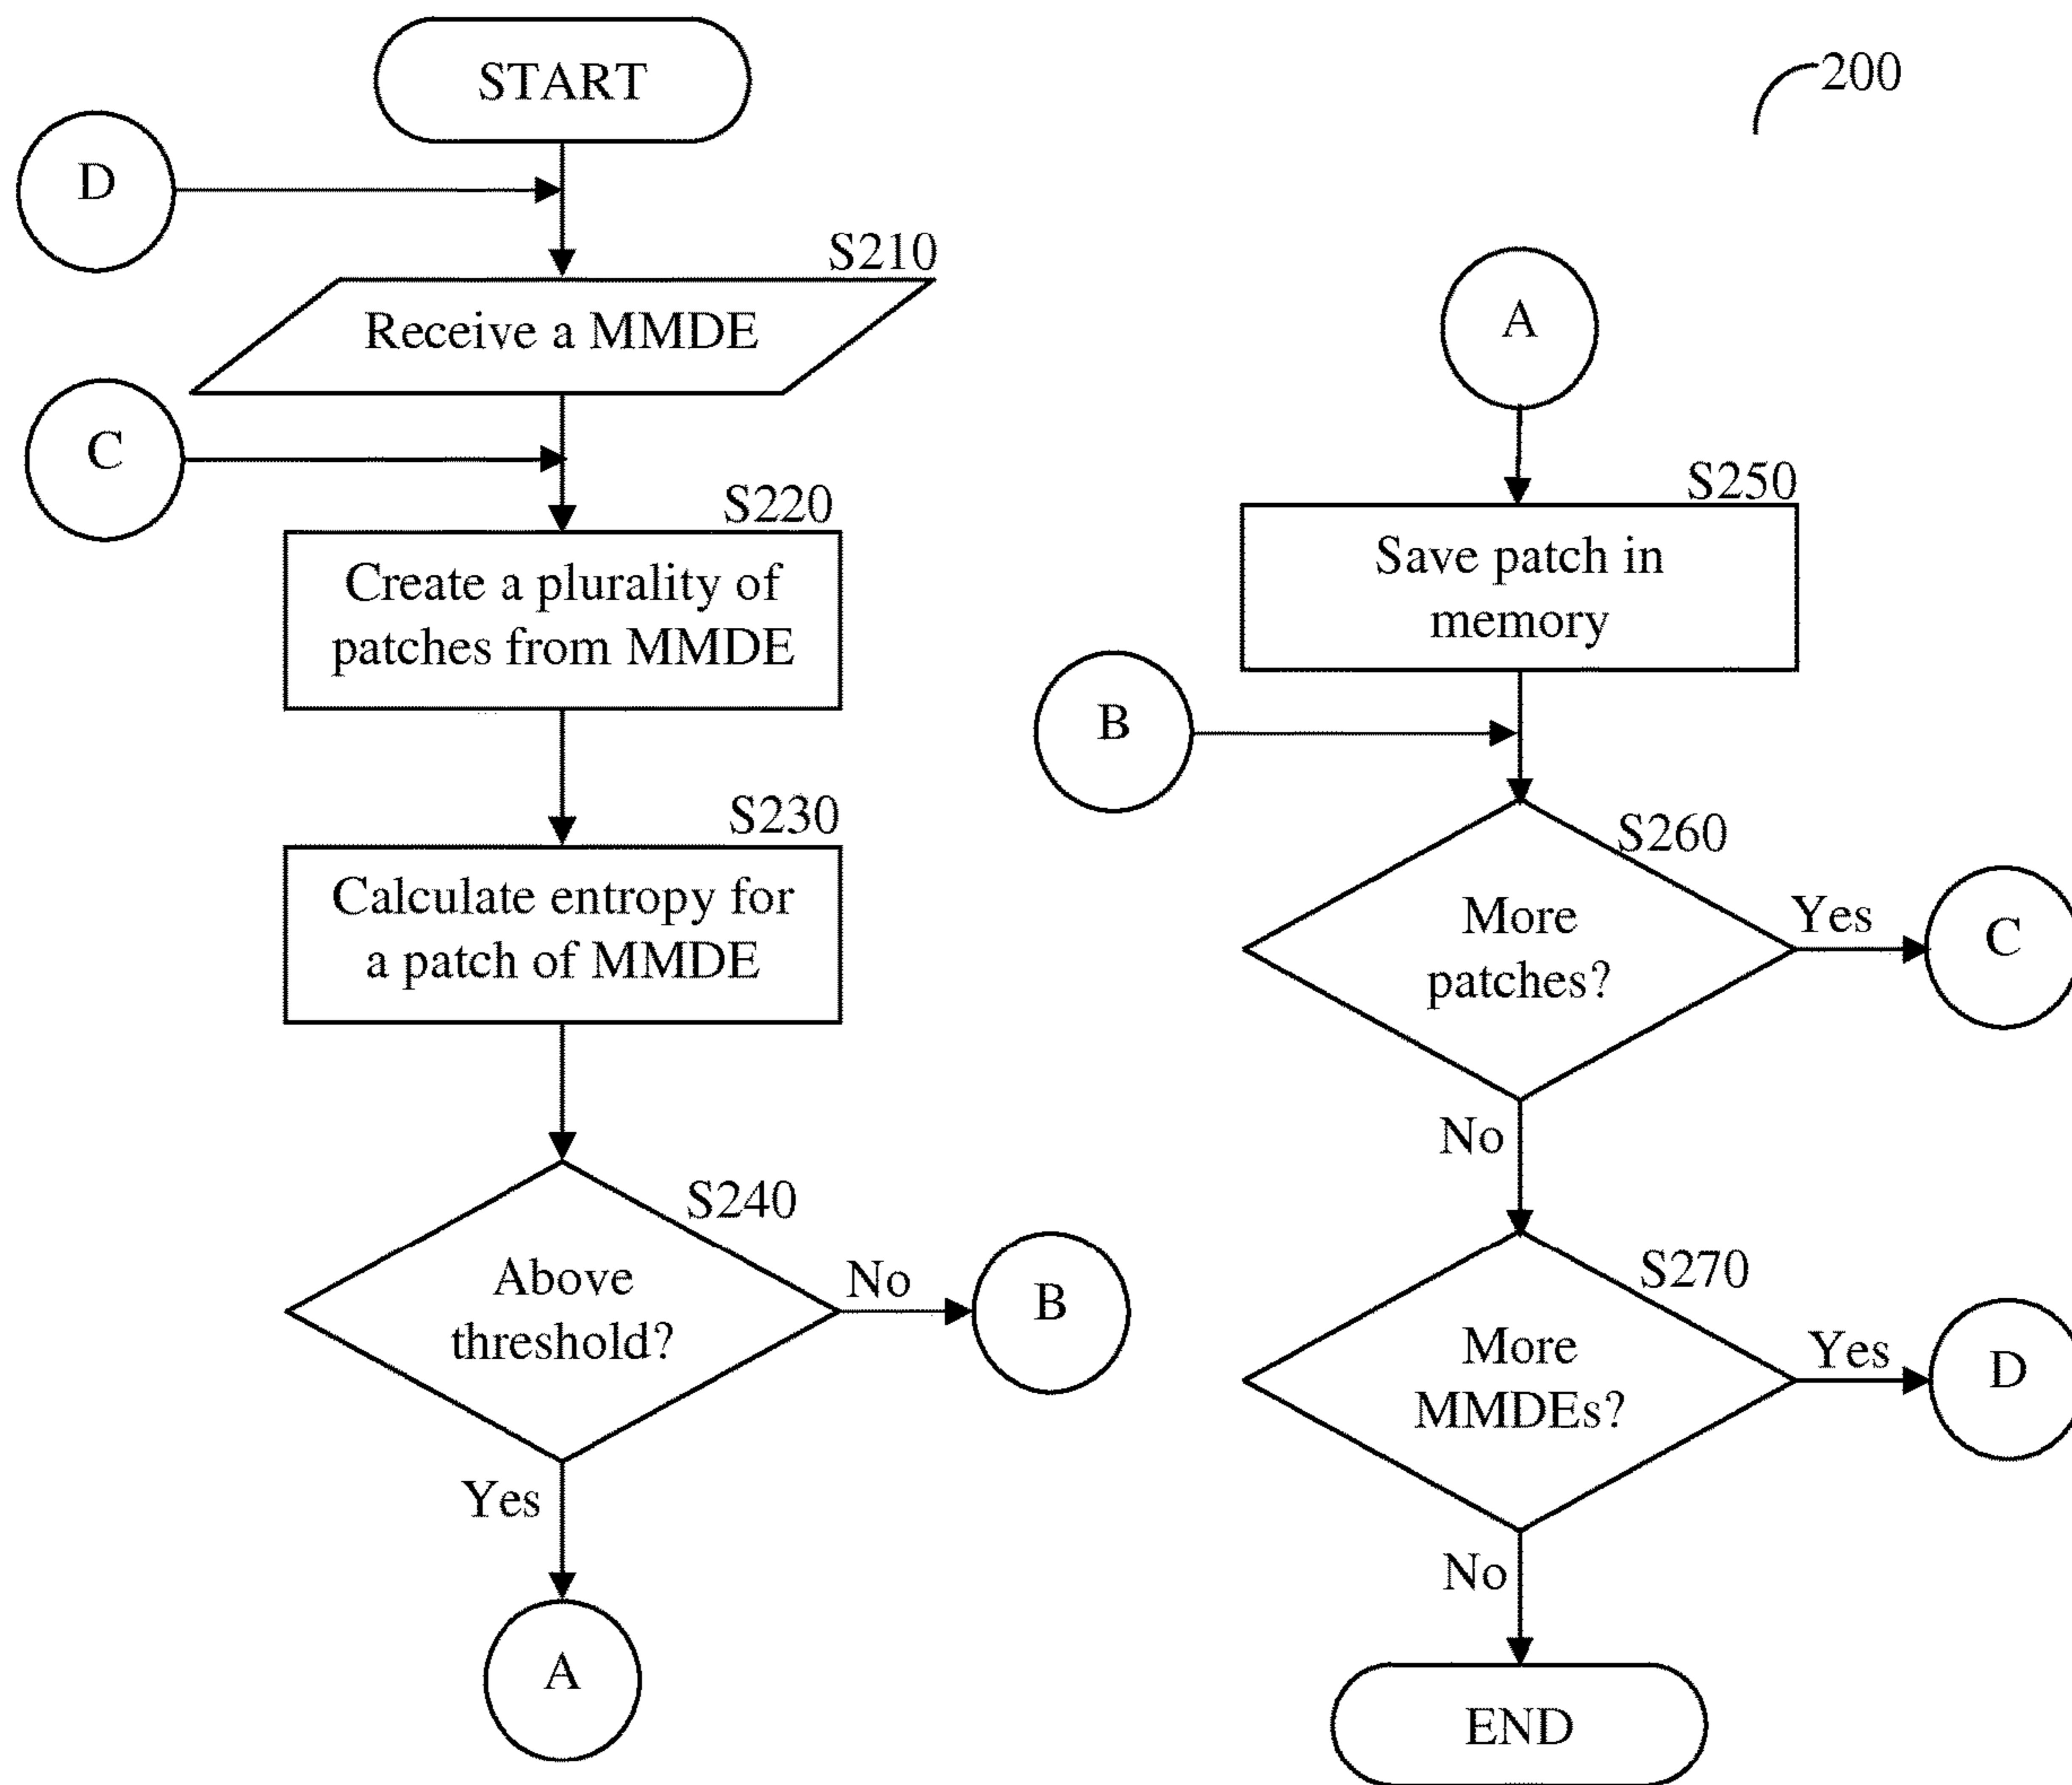 START
200
D
S210
Receive a MMDE
C
S220
Create a plurality of
patches from MMDE
S230
Calculate entropy for
a patch of MMDE
S240
Above
threshold?
No
B
Yes
A
A
S250
Save patch in
memory
B
S260
More
patches?
Yes
C
No
S270
More
MMDEs?
Yes
D
No
END